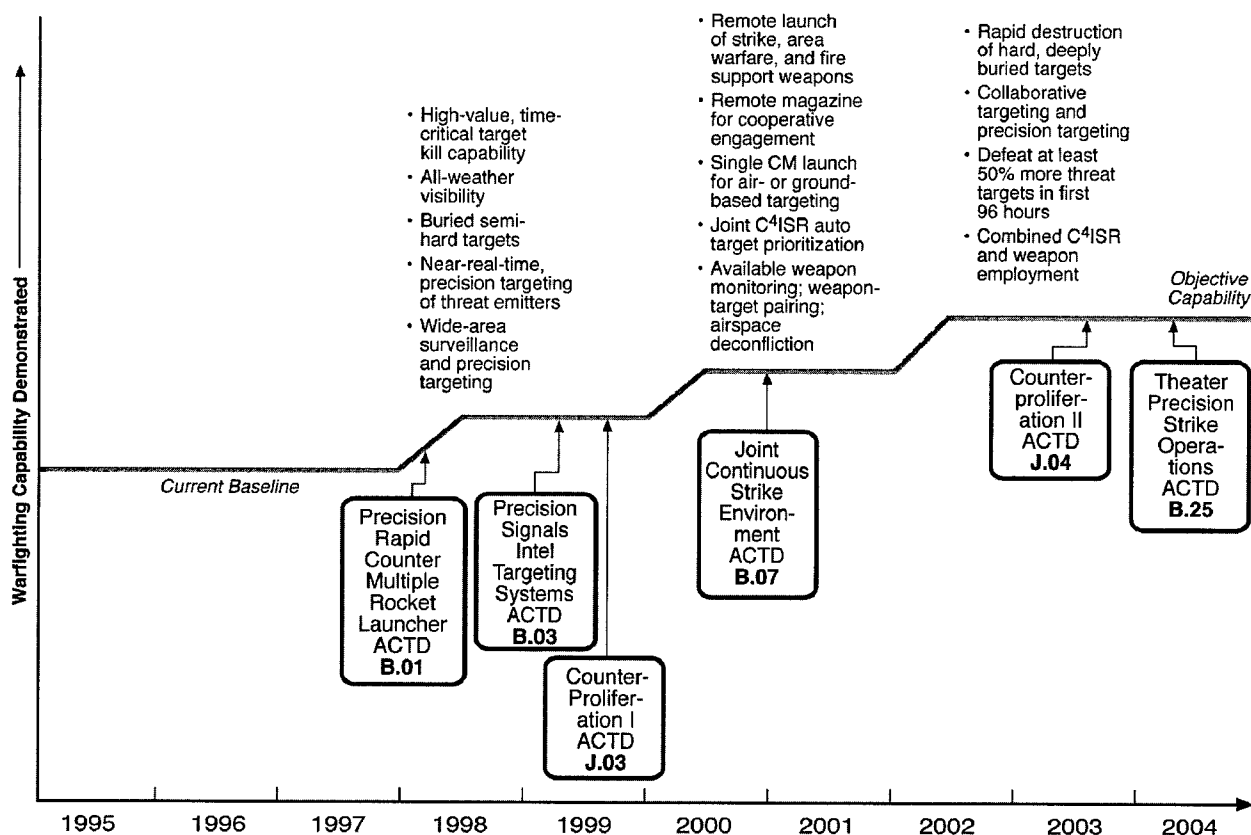 Warfighting Capability Demonstrated
• High-value, time-
critical target
kill capability
• All-weather
visibility
• Buried semi-
hard targets
• Near-real-time,
precision targeting
of threat emitters
• Wide-area
surveillance
and precision
targeting
• Remote launch
of strike, area
warfare, and fire
support weapons
• Remote magazine
for cooperative
engagement
• Single CM launch
for air- or ground-
based targeting
• Joint C⁴ISR auto
target prioritization
• Available weapon
monitoring; weapon-
target pairing;
airspace
deconfliction
• Rapid destruction
of hard, deeply
buried targets
• Collaborative
targeting and
precision targeting
• Defeat at least
50% more threat
targets in first
96 hours
• Combined C⁴ISR
and weapon
employment
Objective
Capability
Current Baseline
Precision
Rapid
Counter
Multiple
Rocket
Launcher
ACTD
B.01
Precision
Signals
Intel
Targeting
Systems
ACTD
B.03
Counter-
Prolifer-
ation I
ACTD
J.03
Joint
Continuous
Strike
Environ-
ment
ACTD
B.07
Counter-
proliferation II
ACTD
J.04
Theater
Precision
Strike
Opera-
tions
ACTD
B.25
1995 1996 1997 1998 1999 2000 2001 2002 2003 2004